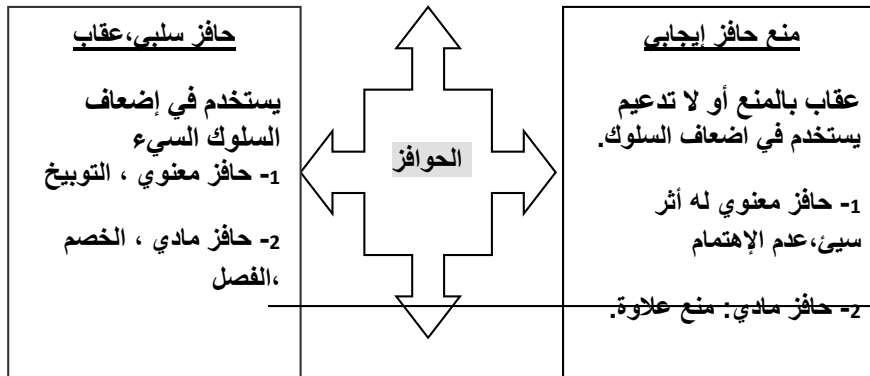 منع حافز إيجابي
عقاب بالمنع أو لا تدعيم
يستخدم في اضعاف السلوك.
1- حافز معنوي له أثر
سيئ،عدم الإهتمام
2- حافز مادي: منع علاوة.
الحوافز
حافز سلبي،عقاب
يستخدم في إضعاف
السلوك السيء
1- حافز معنوي ، التوبيخ
2- حافز مادي ، الخصم
،الفصل